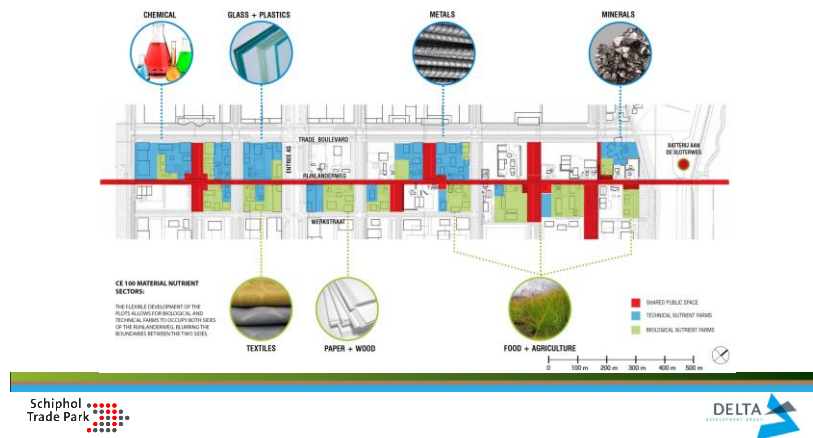 CHEMICAL
GLASS + PLASTICS
METALS
MINERALS
TRADE BOULEVARD
ENTREE AS
BATTERIJ AAN
DE SLOTERWEG
RIJNLANDERWEG
WERKSTRAAT
CE 100 MATERIAL NUTRIENT
SECTORS:
THE FLEXIBLE DEVELOPMENT OF THE
PLOTS ALLOWS FOR BIOLOGICAL AND
TECHNICAL FARMS TO OCCUPY BOTH SIDES
OF THE RIJNLANDERWEG, BLURRING THE
BOUNDARIES BETWEEN THE TWO SIDES.
TEXTILES
PAPER + WOOD
FOOD + AGRICULTURE
SHARED PUBLIC SPACE
TECHNICAL NUTRIENT FARMS
BIOLOGICAL NUTRIENT FARMS
0 100 m 200 m 300 m 400 m 500 m
Schiphol
Trade Park
DELTA
DEVELOPMENT GROUP